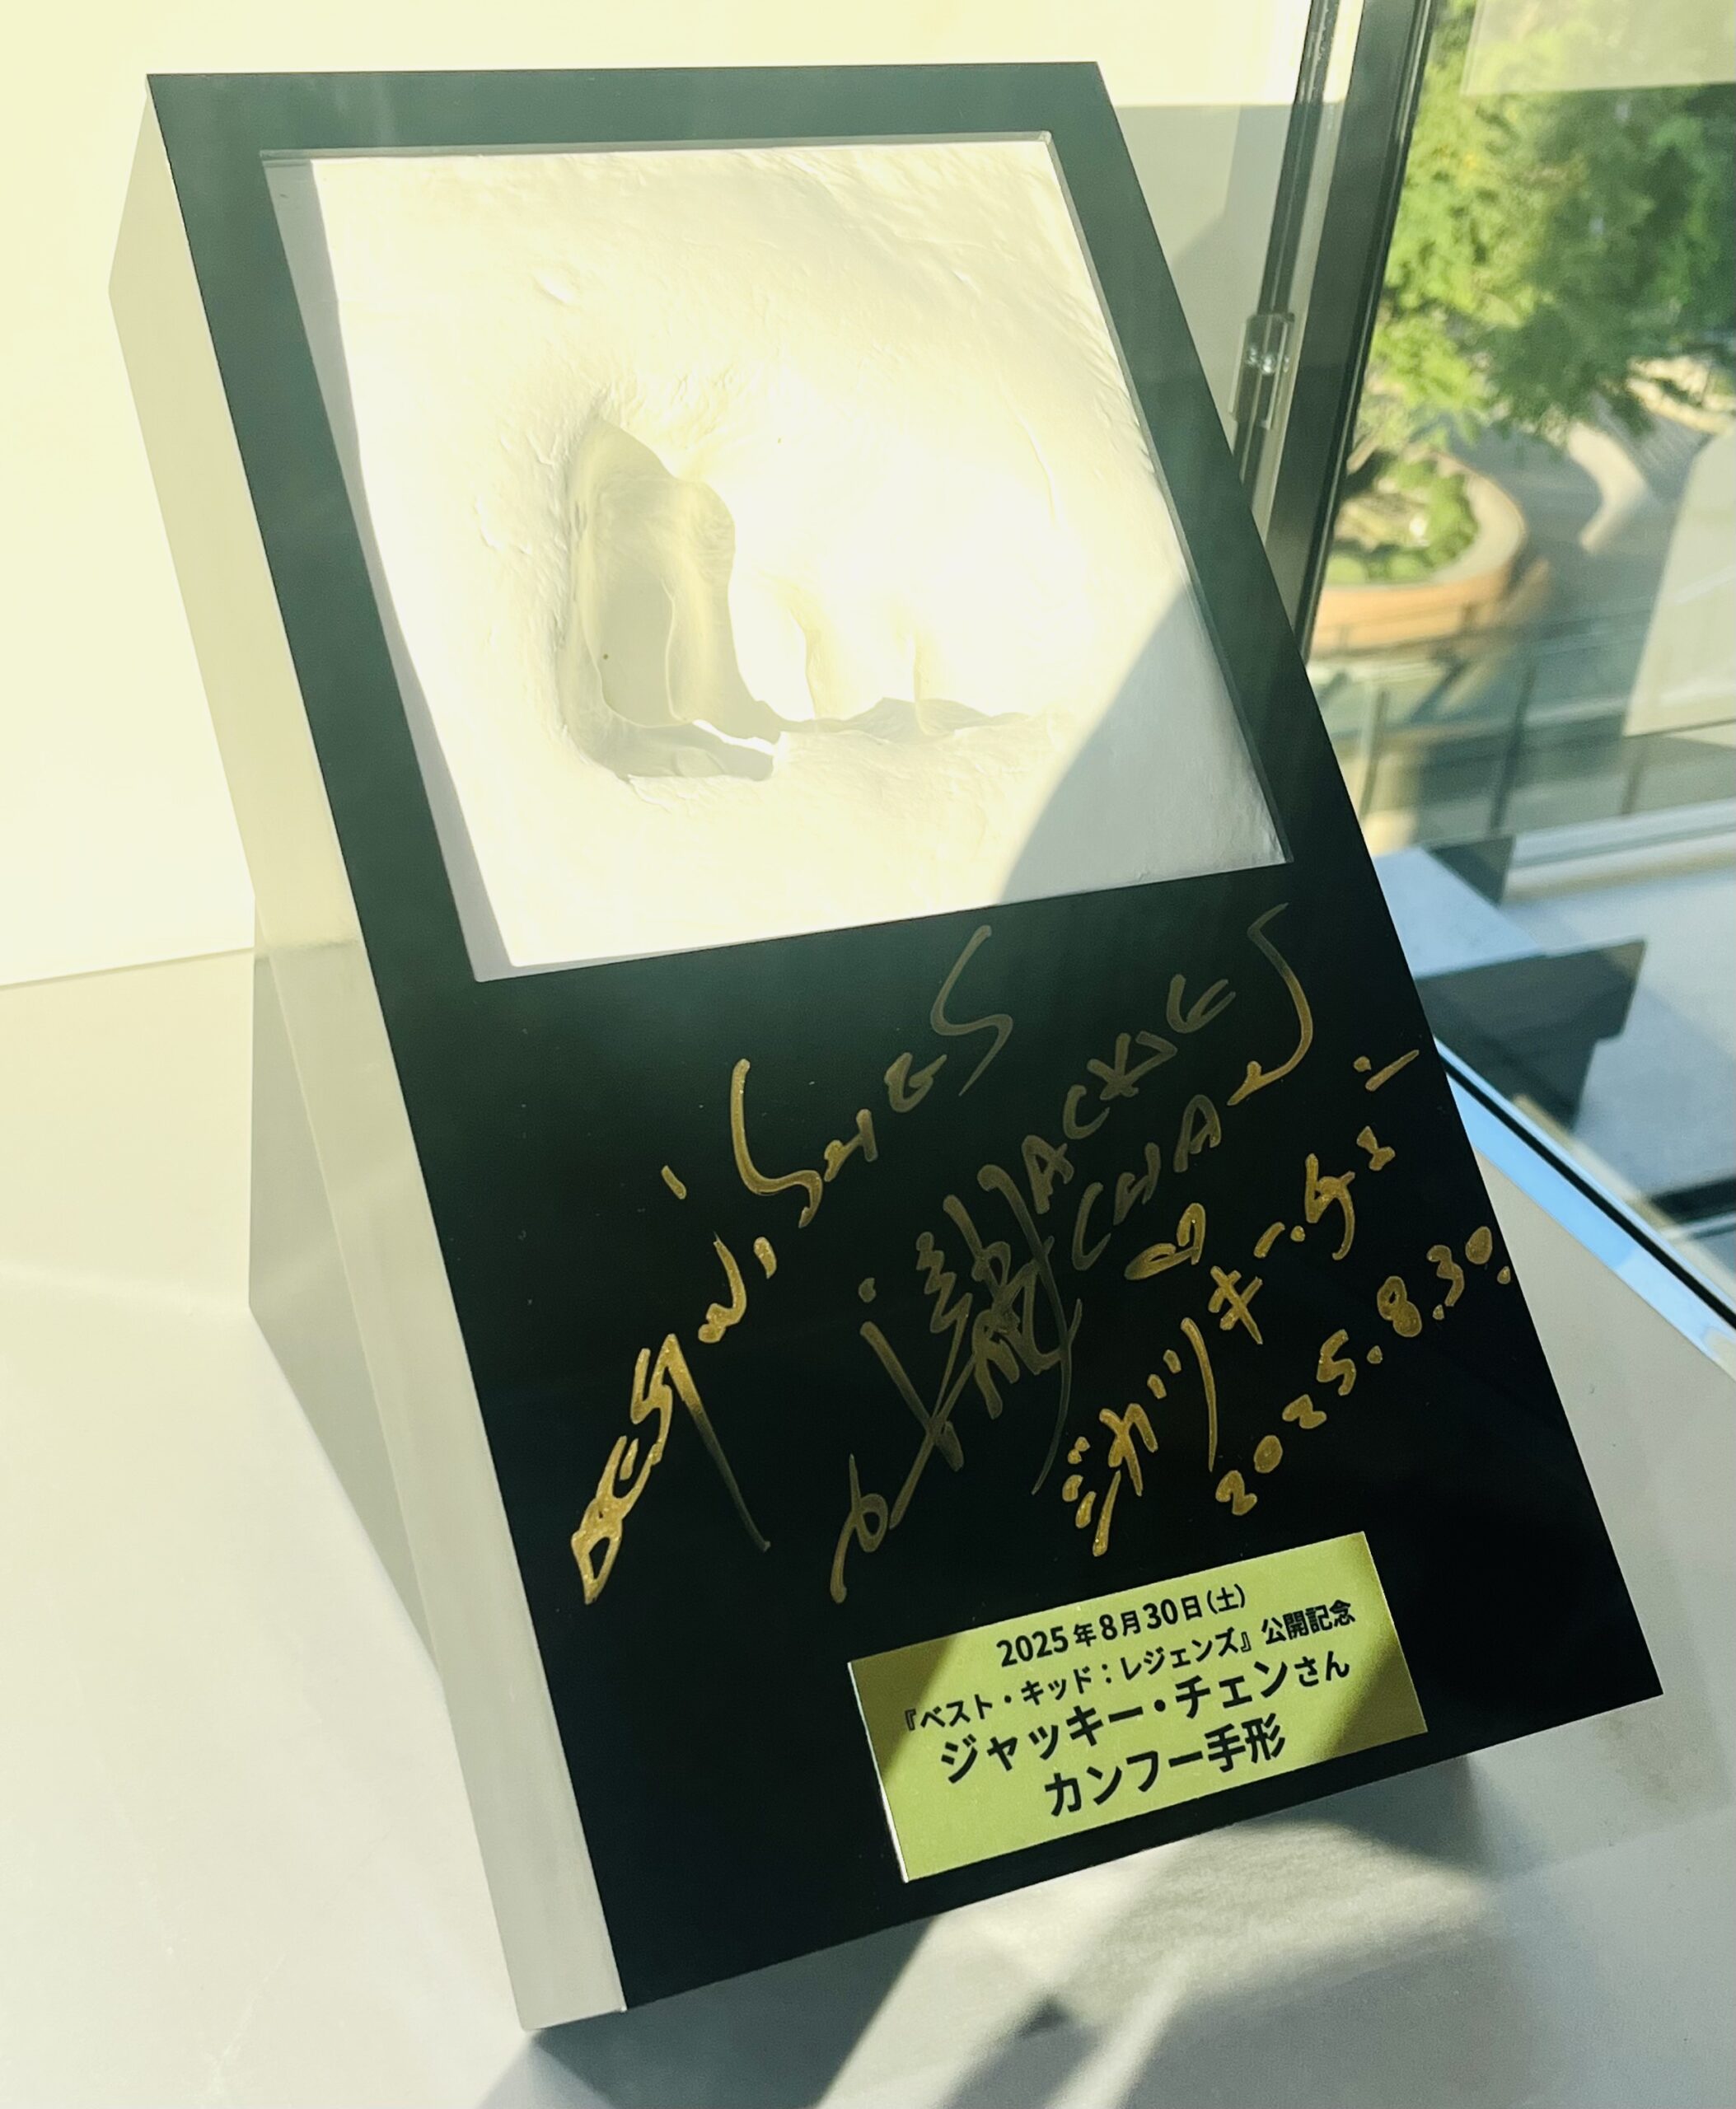 JACKIE
CHAN
成龍
ジャッキーチェン
2025.8.30.
2025年8月30日(土)
『ベスト・キッド：レジェンズ』公開記念
ジャッキー・チェンさん
カンフー手形